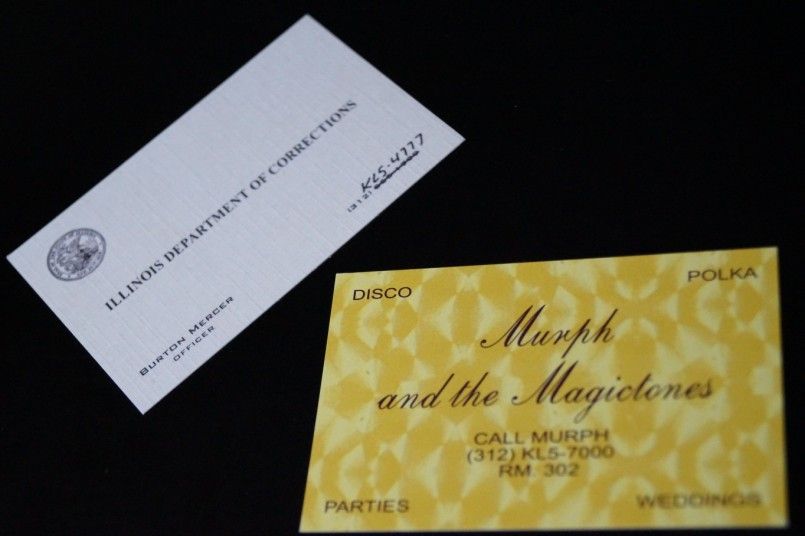 ILLINOIS DEPARTMENT OF CORRECTIONS
KL5-4777
(312)
BURTON MERCER
OFFICER
DISCO
POLKA
Murph
and the Magictones
CALL MURPH
(312) KL5-7000
RM. 302
PARTIES
WEDDINGS